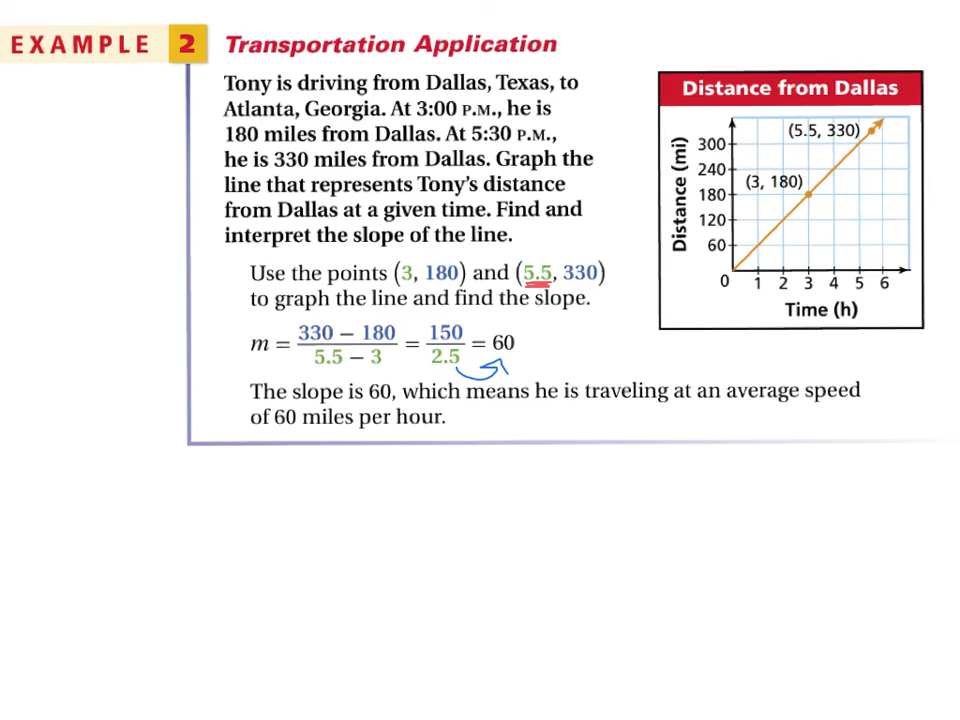 EXAMPLE 2 Transportation Application
Tony is driving from Dallas, Texas, to
Atlanta, Georgia. At 3:00 P.M., he is
180 miles from Dallas. At 5:30 P.M.,
he is 330 miles from Dallas. Graph the
line that represents Tony's distance
from Dallas at a given time. Find and
interpret the slope of the line.
Use the points (3, 180) and (5.5, 330)
to graph the line and find the slope.
m = \frac{330 − 180}{5.5 − 3} = \frac{150}{2.5} = 60
The slope is 60, which means he is traveling at an average speed
of 60 miles per hour.
Distance from Dallas
Distance (mi)
300
240
180
120
60
(5.5, 330)
(3, 180)
0 1 2 3 4 5 6
Time (h)